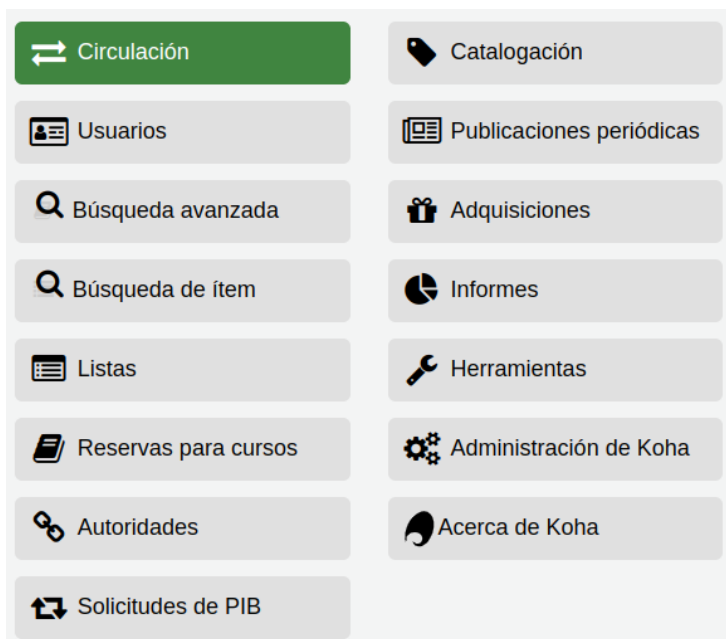 Circulación
Usuarios
Búsqueda avanzada
Búsqueda de ítem
Listas
Reservas para cursos
Autoridades
Solicitudes de PIB
Catalogación
Publicaciones periódicas
Adquisiciones
Informes
Herramientas
Administración de Koha
Acerca de Koha